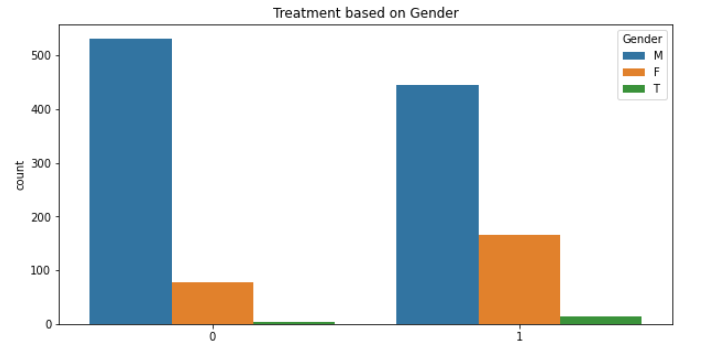 Treatment based on Gender
Gender
M
F
T
500
400
300
200
100
0
count
0
1